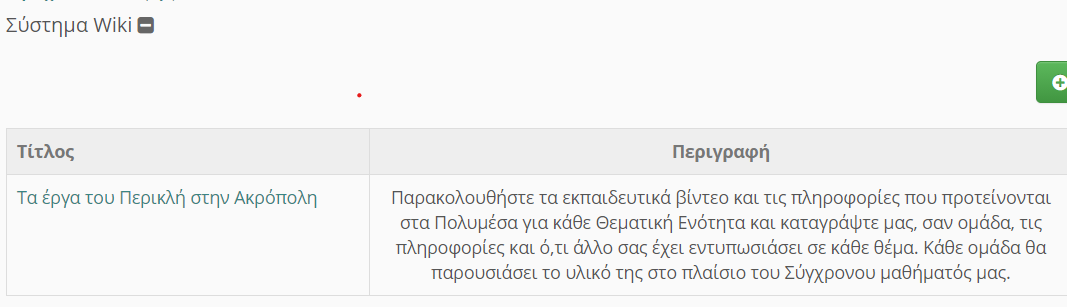 Σύστημα Wiki
Τίτλος
Περιγραφή
Τα έργα του Περικλή στην Ακρόπολη
Παρακολουθήστε τα εκπαιδευτικά βίντεο και τις πληροφορίες που προτείνονται
στα Πολυμέσα για κάθε Θεματική Ενότητα και καταγράψτε μας, σαν ομάδα, τις
πληροφορίες και ό,τι άλλο σας έχει εντυπωσιάσει σε κάθε θέμα. Κάθε ομάδα θα
παρουσιάσει το υλικό της στο πλαίσιο του Σύγχρονου μαθήματός μας.